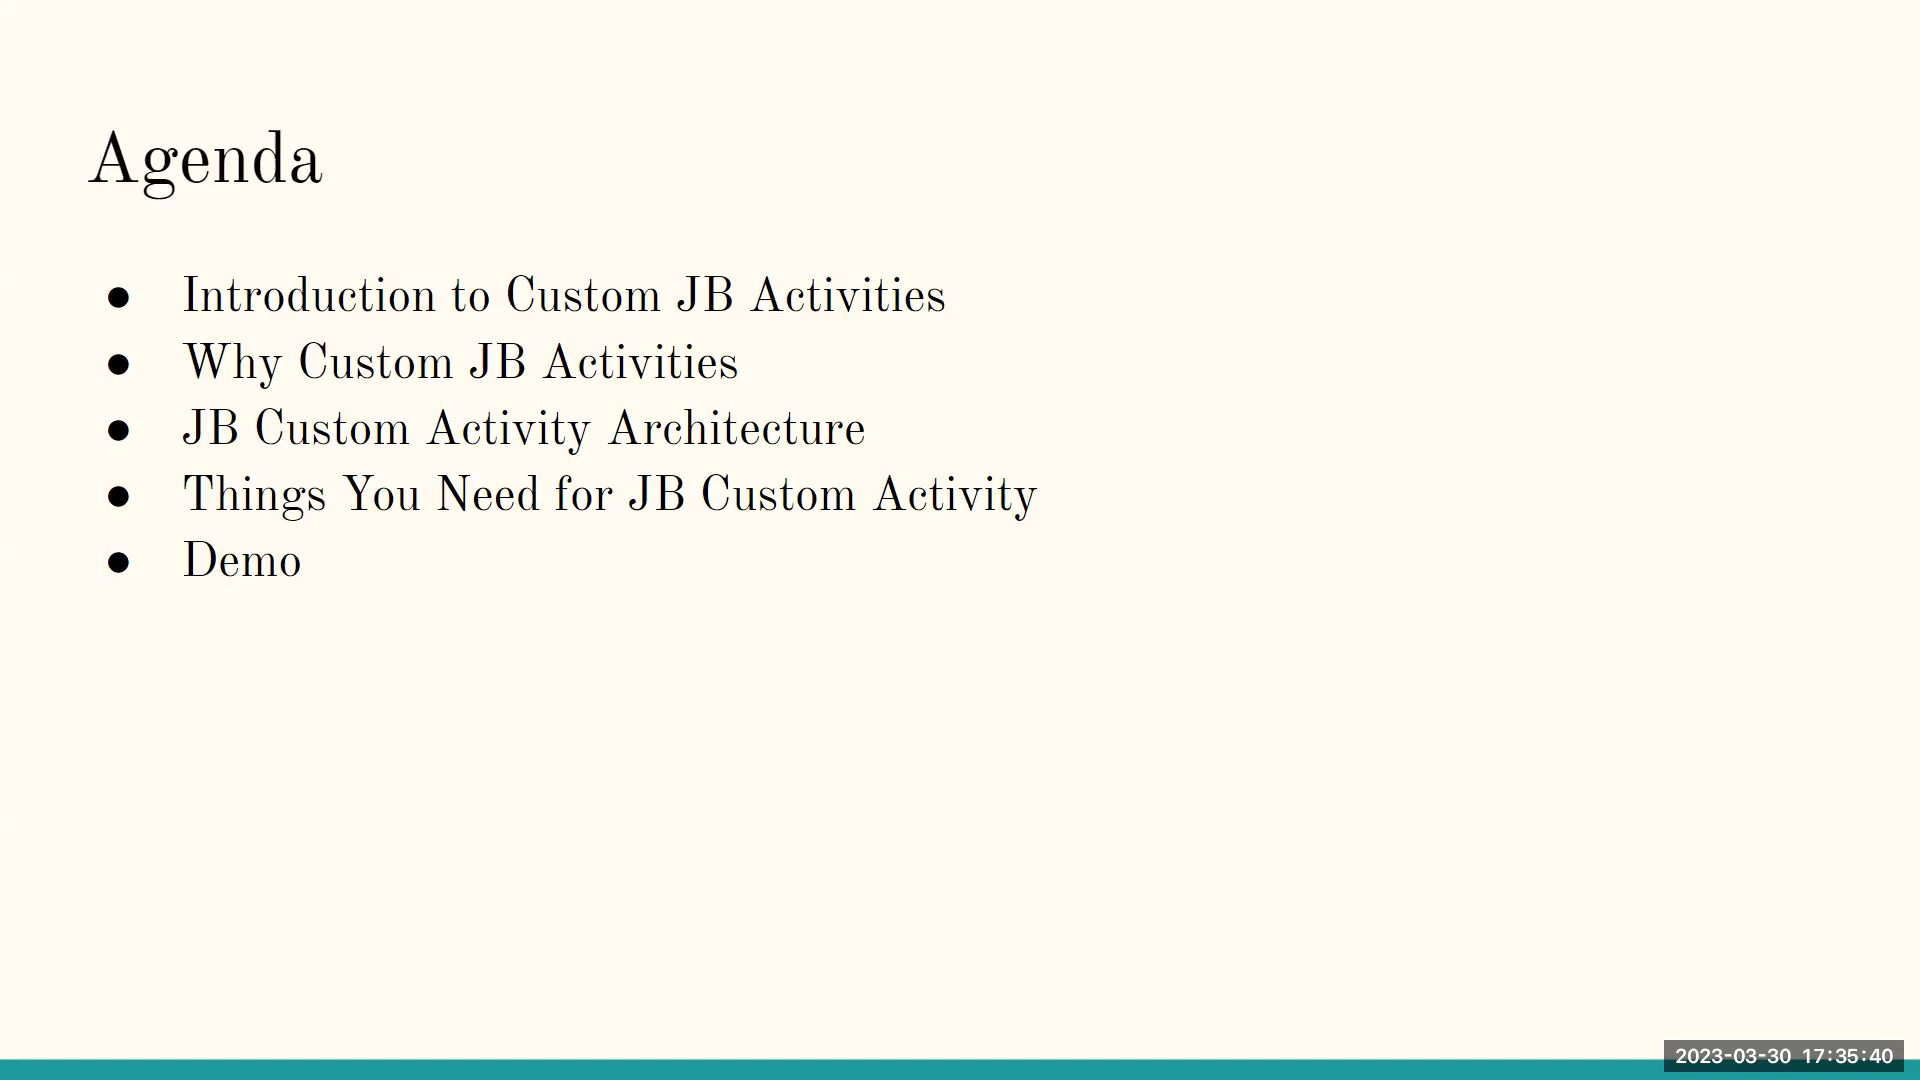 Agenda
● Introduction to Custom JB Activities
● Why Custom JB Activities
● JB Custom Activity Architecture
● Things You Need for JB Custom Activity
● Demo
2023-03-30 17:35:40